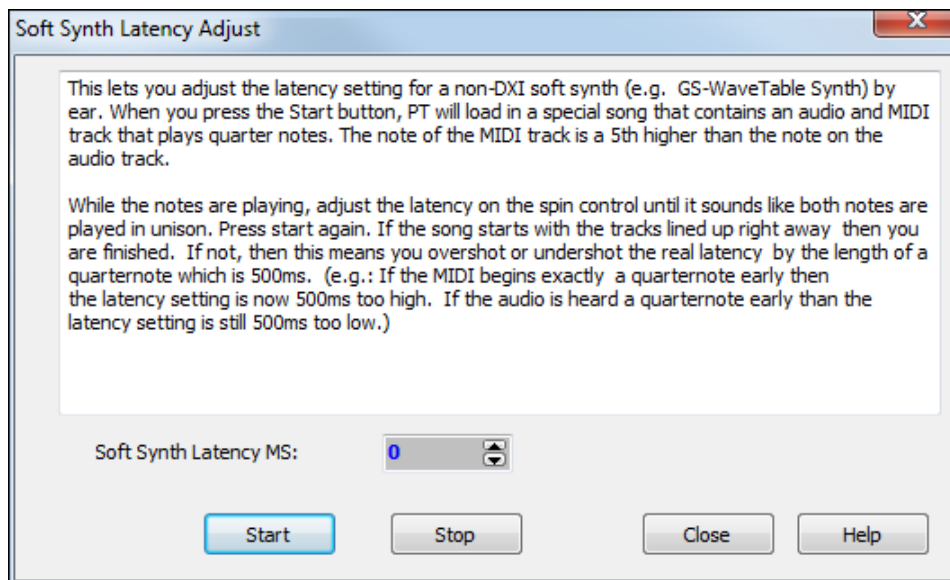 Soft Synth Latency Adjust
This lets you adjust the latency setting for a non-DXI soft synth (e.g.  GS-WaveTable Synth) by
ear. When you press the Start button, PT will load in a special song that contains an audio and MIDI
track that plays quarter notes. The note of the MIDI track is a 5th higher than the note on the
audio track.
While the notes are playing, adjust the latency on the spin control until it sounds like both notes are
played in unison. Press start again. If the song starts with the tracks lined up right away  then you
are finished.  If not, then this means you overshot or undershot the real latency  by the length of a
quarternote which is 500ms.  (e.g.: If the MIDI begins exactly  a quarternote early then
the latency setting is now 500ms too high.  If the audio is heard a quarternote early than the
latency setting is still 500ms too low.)
Soft Synth Latency MS: 0
Start Stop Close Help